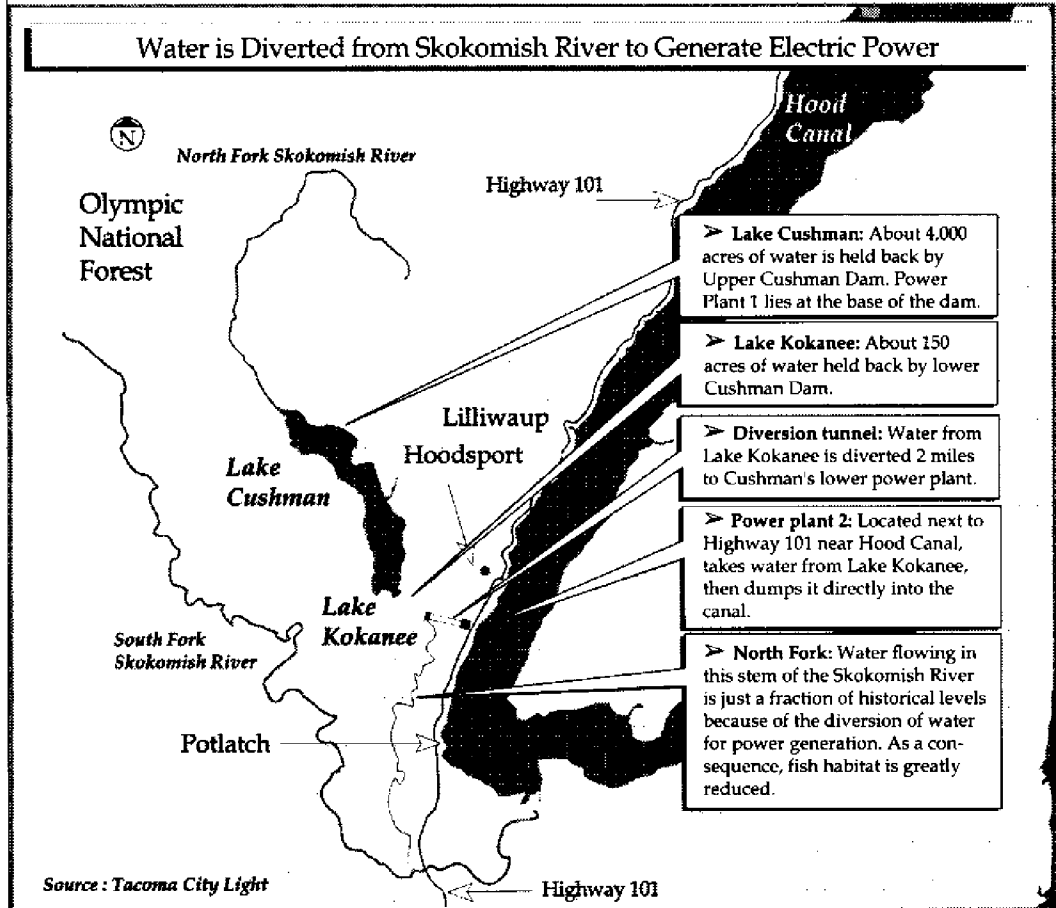 Water is Diverted from Skokomish River to Generate Electric Power
Hood
Canal
N
North Fork Skokomish River
Highway 101
Olympic
National
Forest
➢ Lake Cushman: About 4,000
acres of water is held back by
Upper Cushman Dam. Power
Plant 1 lies at the base of the dam.
➢ Lake Kokanee: About 150
acres of water held back by lower
Cushman Dam.
Lilliwaup
Hoodsport
➢ Diversion tunnel: Water from
Lake Kokanee is diverted 2 miles
to Cushman's lower power plant.
Lake
Cushman
➢ Power plant 2: Located next to
Highway 101 near Hood Canal,
takes water from Lake Kokanee,
then dumps it directly into the
canal.
Lake
Kokanee
South Fork
Skokomish River
➢ North Fork: Water flowing in
this stem of the Skokomish River
is just a fraction of historical levels
because of the diversion of water
for power generation. As a con-
sequence, fish habitat is greatly
reduced.
Potlatch
Source : Tacoma City Light
Highway 101